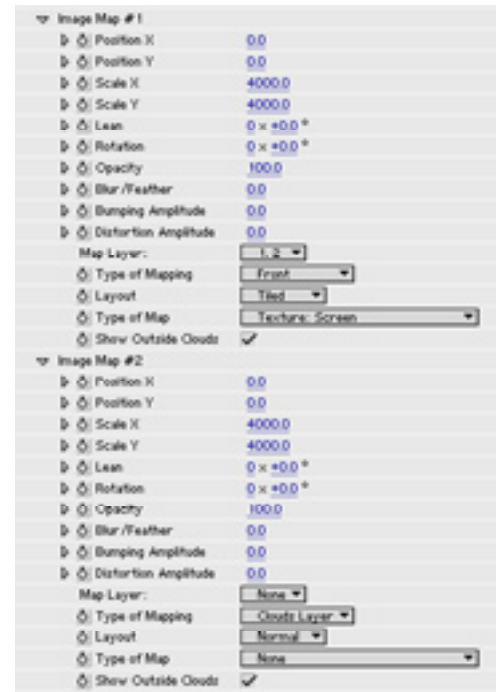 Image Map #1
Position X 0.0
Position Y 0.0
Scale X 4000.0
Scale Y 4000.0
Lean 0 x +0.0 °
Rotation 0 x +0.0 °
Opacity 100.0
Blur/Feather 0.0
Bumping Amplitude 0.0
Distortion Amplitude 0.0
Map Layer: 1. 2
Type of Mapping Front
Layout Tiled
Type of Map Texture: Screen
Show Outside Clouds
Image Map #2
Position X 0.0
Position Y 0.0
Scale X 4000.0
Scale Y 4000.0
Lean 0 x +0.0 °
Rotation 0 x +0.0 °
Opacity 100.0
Blur/Feather 0.0
Bumping Amplitude 0.0
Distortion Amplitude 0.0
Map Layer: None
Type of Mapping Clouds Layer
Layout Normal
Type of Map None
Show Outside Clouds